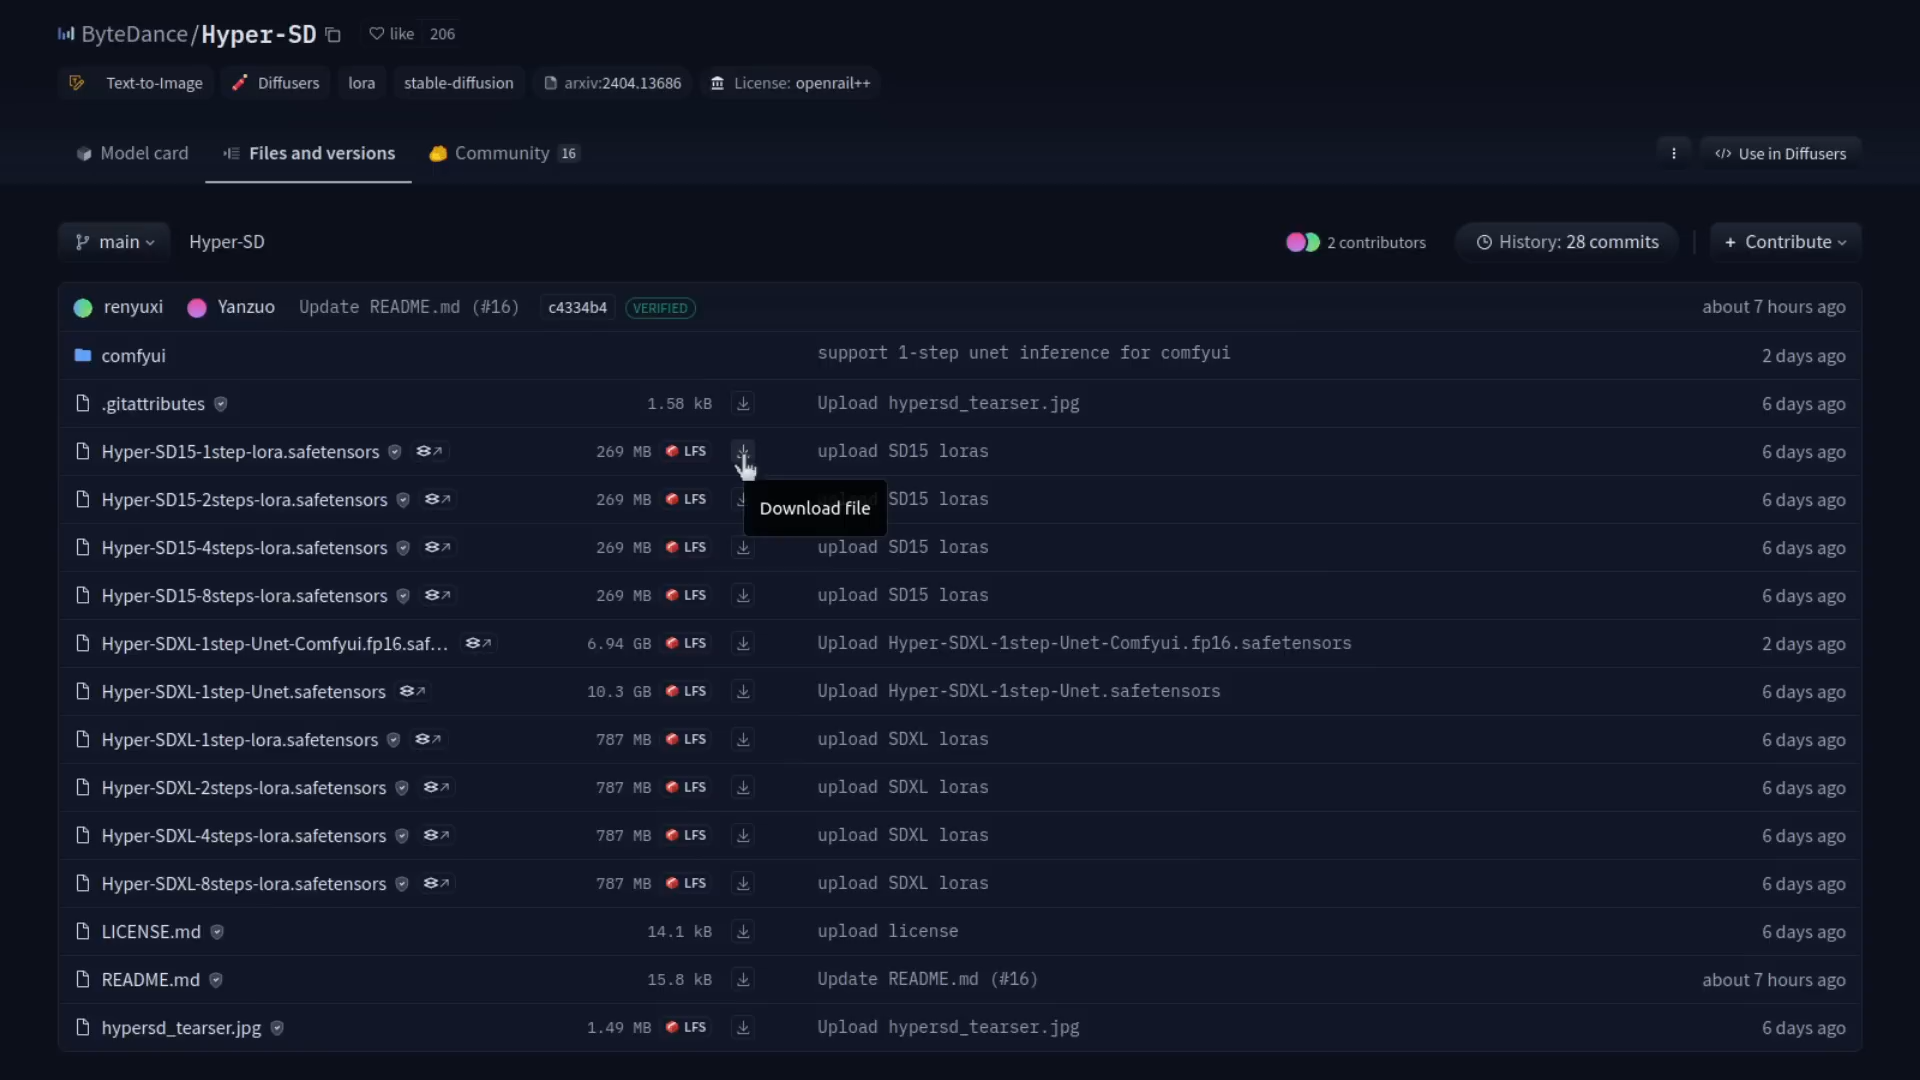 ByteDance/Hyper-SD like 206
Text-to-Image Diffusers lora stable-diffusion arxiv:2404.13686 License: openrail++
Model card Files and versions Community 16 Use in Diffusers
main Hyper-SD 2 contributors History: 28 commits + Contribute
renyuxi Yanzuo Update README.md (#16) c4334b4 VERIFIED about 7 hours ago
comfyui support 1-step unet inference for comfyui 2 days ago
.gitattributes 1.58 kB Upload hypersd_tearser.jpg 6 days ago
Hyper-SD15-1step-lora.safetensors 269 MB LFS upload SD15 loras 6 days ago
Hyper-SD15-2steps-lora.safetensors 269 MB LFS upload SD15 loras 6 days ago
Download file
Hyper-SD15-4steps-lora.safetensors 269 MB LFS upload SD15 loras 6 days ago
Hyper-SD15-8steps-lora.safetensors 269 MB LFS upload SD15 loras 6 days ago
Hyper-SDXL-1step-Unet-Comfyui.fp16.saf... 6.94 GB LFS Upload Hyper-SDXL-1step-Unet-Comfyui.fp16.safetensors 2 days ago
Hyper-SDXL-1step-Unet.safetensors 10.3 GB LFS Upload Hyper-SDXL-1step-Unet.safetensors 6 days ago
Hyper-SDXL-1step-lora.safetensors 787 MB LFS upload SDXL loras 6 days ago
Hyper-SDXL-2steps-lora.safetensors 787 MB LFS upload SDXL loras 6 days ago
Hyper-SDXL-4steps-lora.safetensors 787 MB LFS upload SDXL loras 6 days ago
Hyper-SDXL-8steps-lora.safetensors 787 MB LFS upload SDXL loras 6 days ago
LICENSE.md 14.1 kB upload license 6 days ago
README.md 15.8 kB Update README.md (#16) about 7 hours ago
hypersd_tearser.jpg 1.49 MB LFS Upload hypersd_tearser.jpg 6 days ago